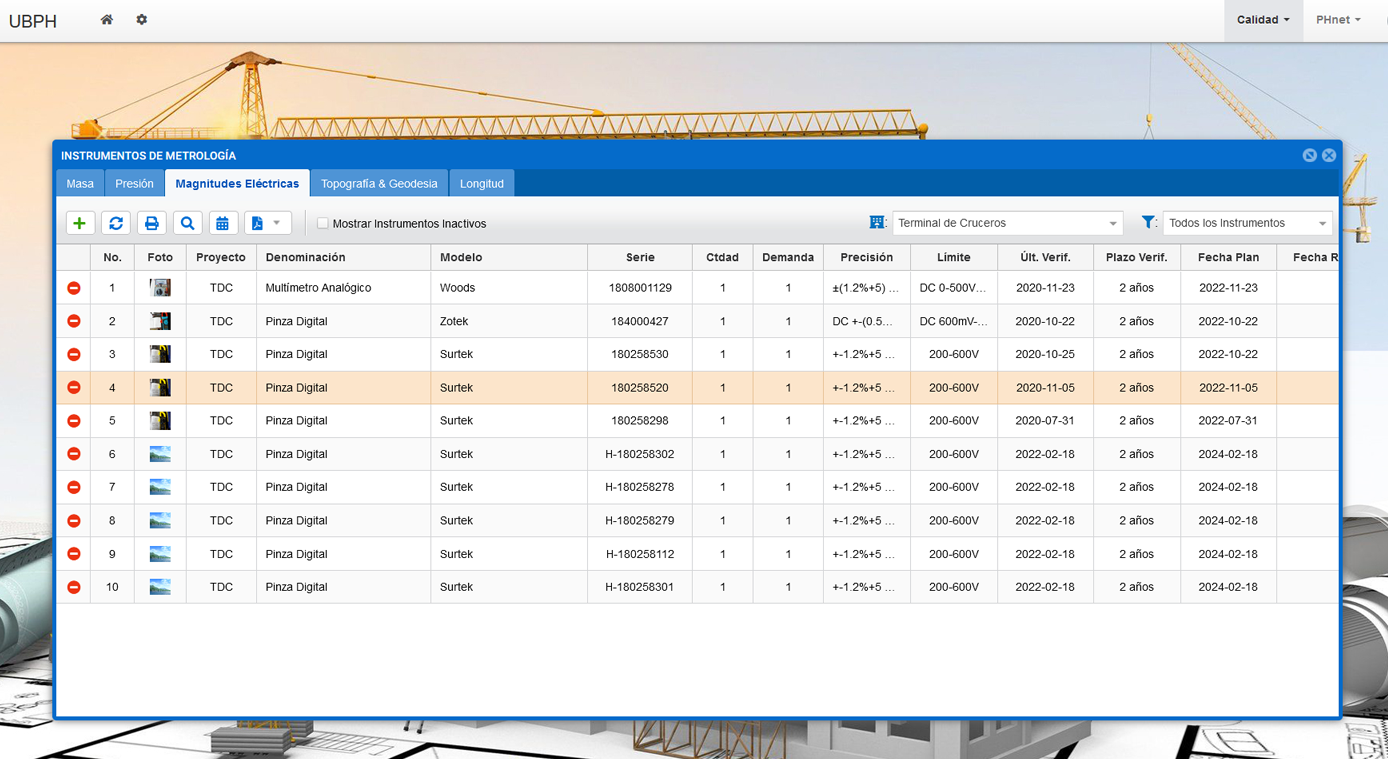 UBPH Calidad PHnet
INSTRUMENTOS DE METROLOGÍA
Masa Presión Magnitudes Eléctricas Topografía & Geodesia Longitud
Mostrar Instrumentos Inactivos : Terminal de Cruceros : Todos los Instrumentos
No. Foto Proyecto Denominación Modelo Serie Ctdad Demanda Precisión Límite Últ. Verif. Plazo Verif. Fecha Plan Fecha R
1 TDC Multímetro Analógico Woods 1808001129 1 1 ±(1.2%+5) ... DC 0-500V... 2020-11-23 2 años 2022-11-23
2 TDC Pinza Digital Zotek 184000427 1 1 DC +-(0.5... DC 600mV-... 2020-10-22 2 años 2022-10-22
3 TDC Pinza Digital Surtek 180258530 1 1 +-1.2%+5 ... 200-600V 2020-10-25 2 años 2022-10-22
4 TDC Pinza Digital Surtek 180258520 1 1 +-1.2%+5 ... 200-600V 2020-11-05 2 años 2022-11-05
5 TDC Pinza Digital Surtek 180258298 1 1 +-1.2%+5 ... 200-600V 2020-07-31 2 años 2022-07-31
6 TDC Pinza Digital Surtek H-180258302 1 1 +-1.2%+5 ... 200-600V 2022-02-18 2 años 2024-02-18
7 TDC Pinza Digital Surtek H-180258278 1 1 +-1.2%+5 ... 200-600V 2022-02-18 2 años 2024-02-18
8 TDC Pinza Digital Surtek H-180258279 1 1 +-1.2%+5 ... 200-600V 2022-02-18 2 años 2024-02-18
9 TDC Pinza Digital Surtek H-180258112 1 1 +-1.2%+5 ... 200-600V 2022-02-18 2 años 2024-02-18
10 TDC Pinza Digital Surtek H-180258301 1 1 +-1.2%+5 ... 200-600V 2022-02-18 2 años 2024-02-18